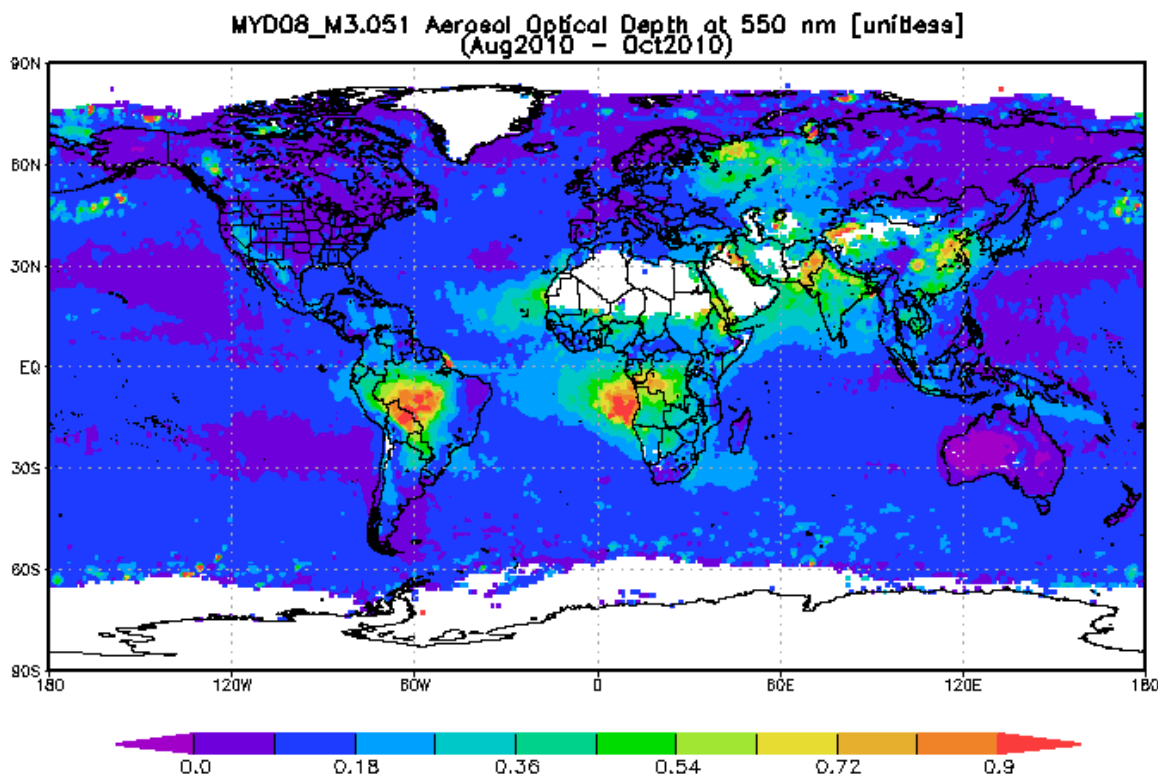 MYD08_M3.051 Aerosol Optical Depth at 550 nm [unitless]
(Aug2010 - Oct2010)
90N
60N
30N
EQ
30S
60S
90S
180 120W 60W 0 60E 120E 180
0.0 0.18 0.36 0.54 0.72 0.9